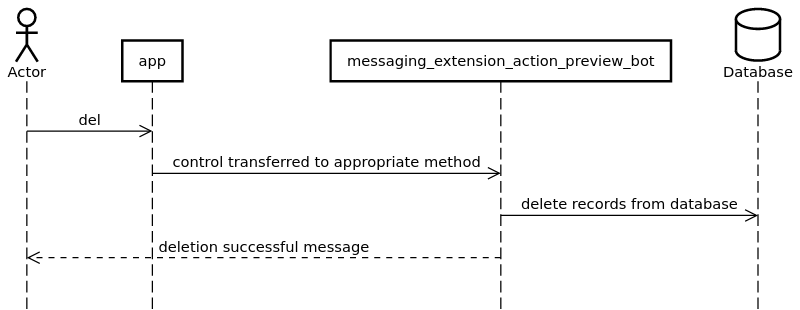 Actor
app
messaging_extension_action_preview_bot
Database
del
control transferred to appropriate method
delete records from database
deletion successful message